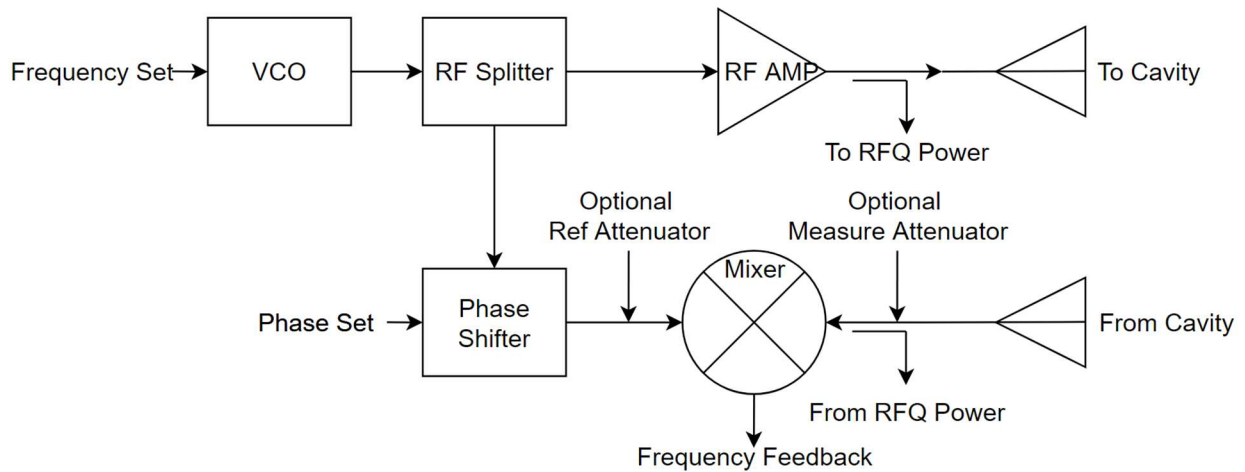 Frequency Set
VCO
RF Splitter
RF AMP
To Cavity
To RFQ Power
Optional
Ref Attenuator
Optional
Measure Attenuator
Mixer
Phase Set
Phase
Shifter
From Cavity
From RFQ Power
Frequency Feedback